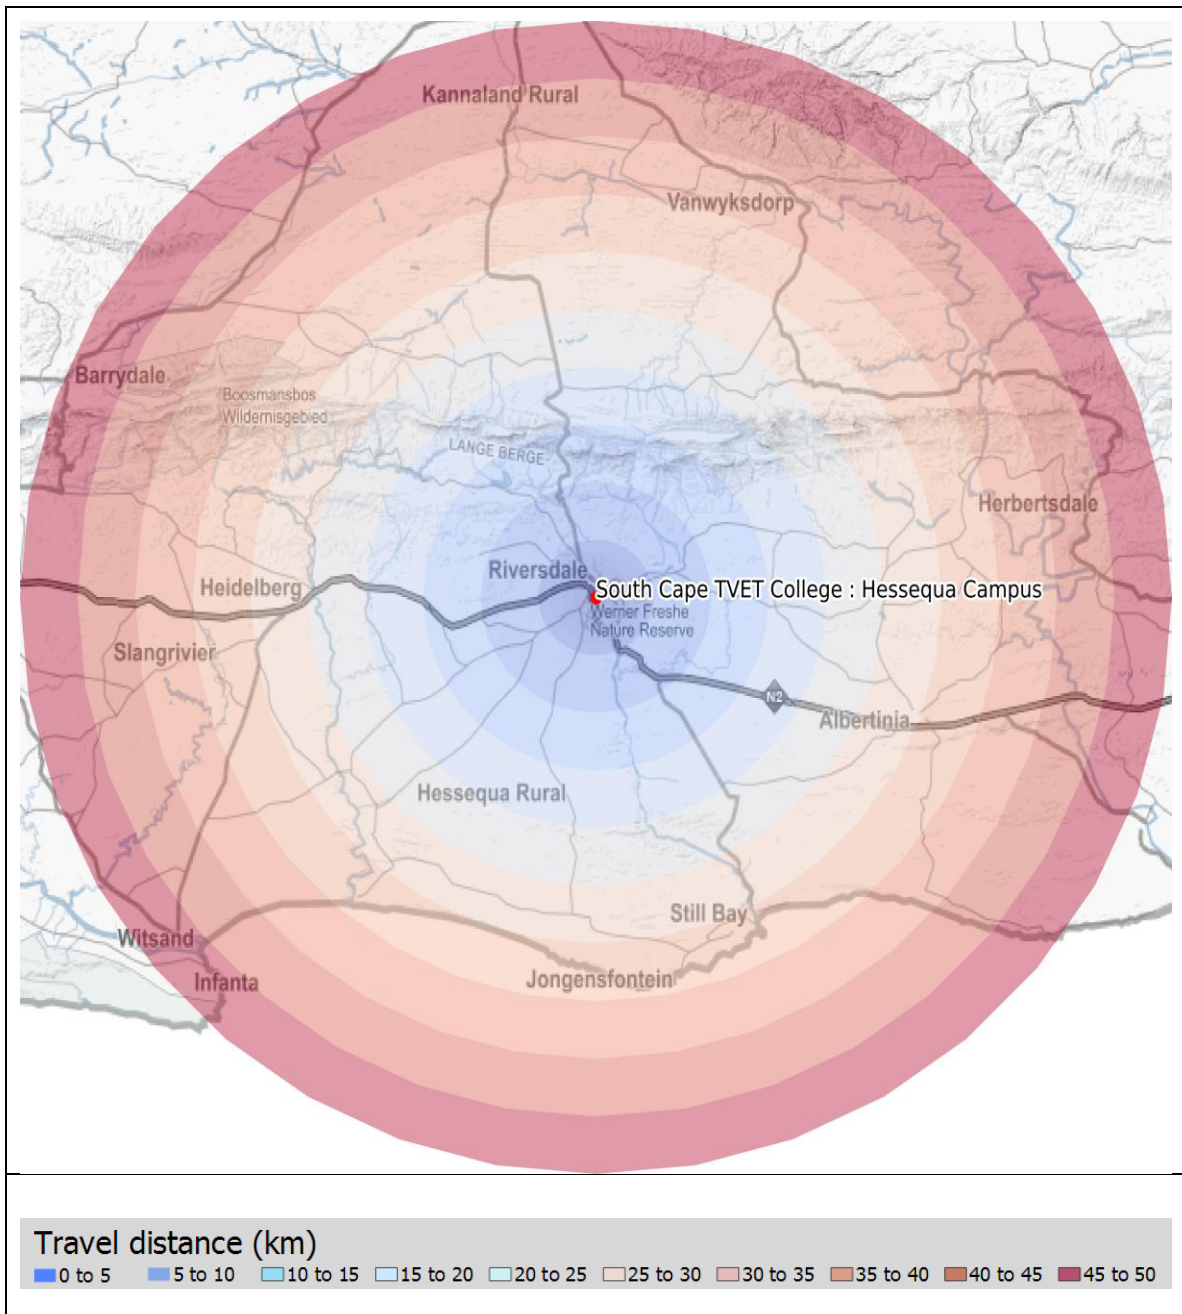 Kannaland Rural
Vanwyksdorp
Barrydale
Boosmansbos
Wildernisgebied
LANGE BERGE
Herbertsdale
Riversdale
Heidelberg
South Cape TVET College : Hessequa Campus
Werner Freshe
Nature Reserve
Slangrivier
N2
Albertinia
Hessequa Rural
Still Bay
Witsand
Infanta
Jongensfontein
Travel distance (km)
0 to 5 5 to 10 10 to 15 15 to 20 20 to 25 25 to 30 30 to 35 35 to 40 40 to 45 45 to 50